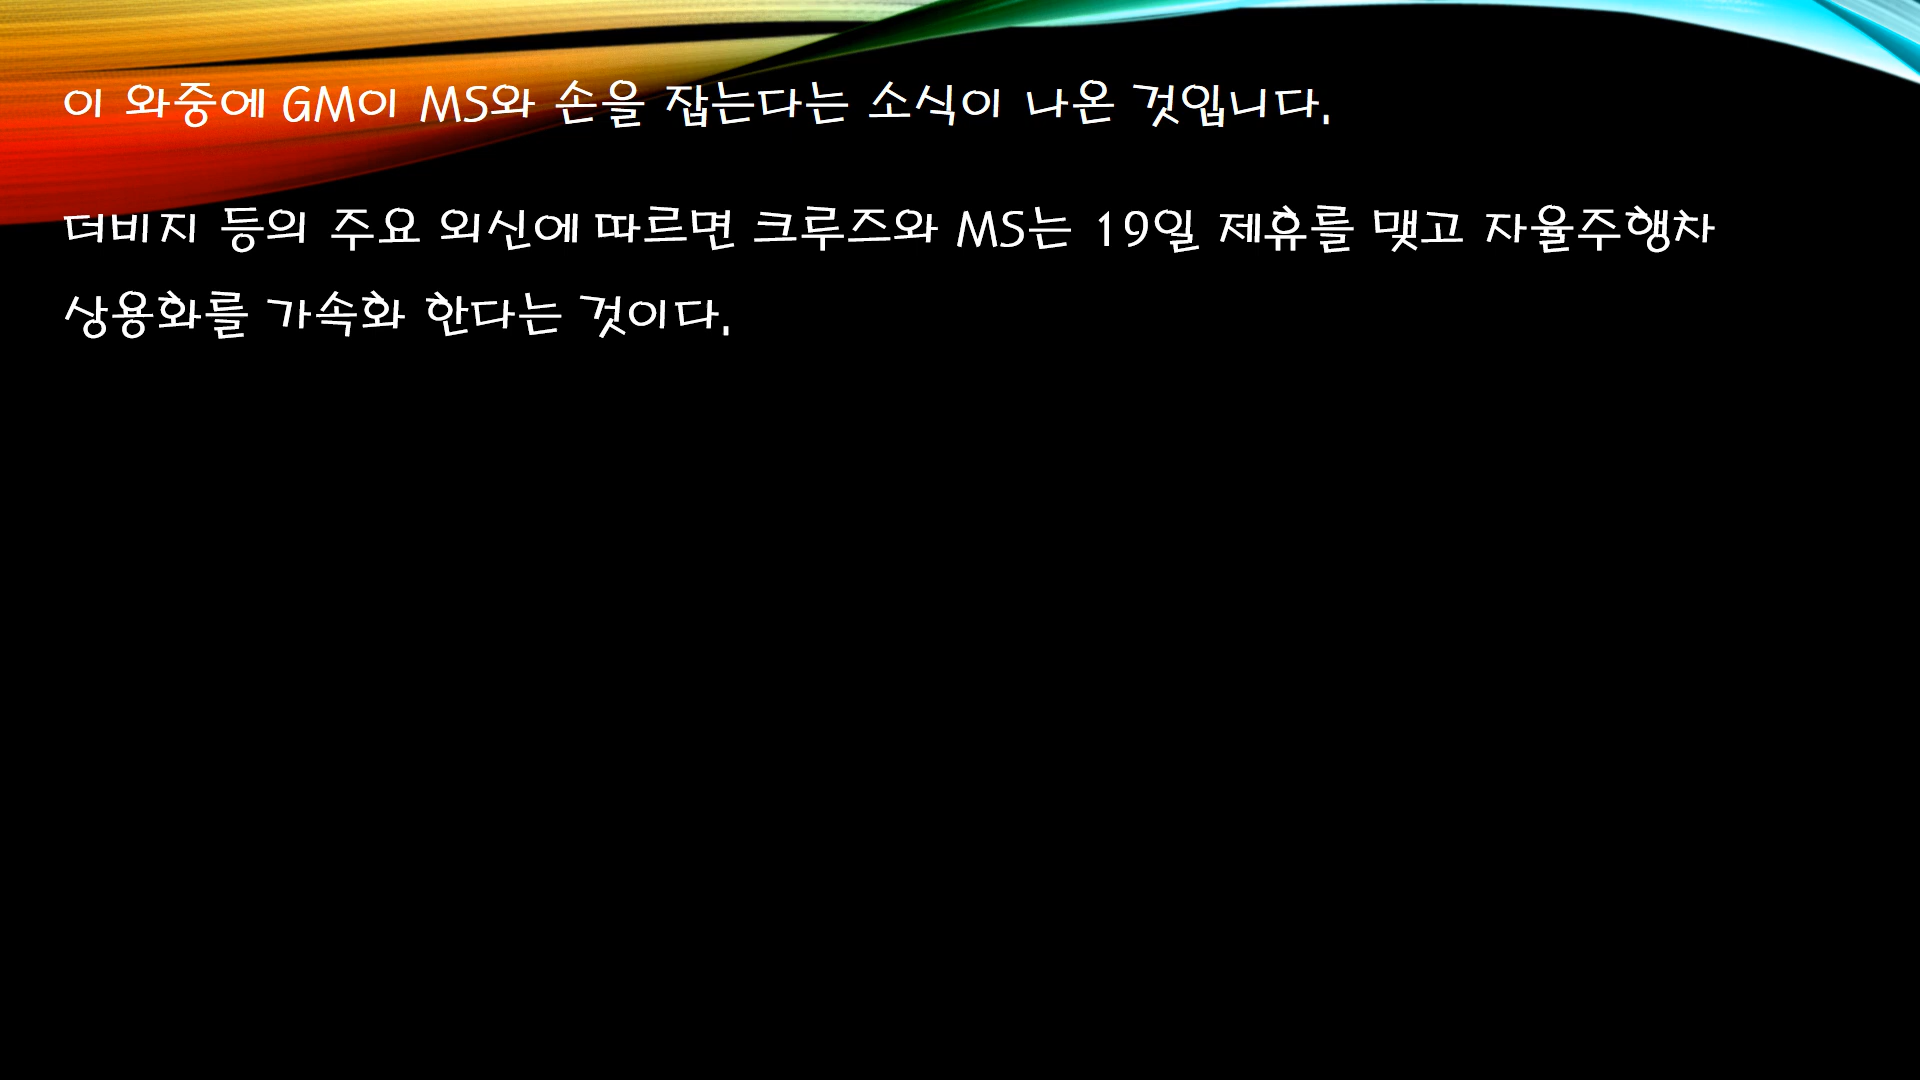 이 와중에 GM이 MS와 손을 잡는다는 소식이 나온 것입니다.
더비지 등의 주요 외신에 따르면 크루즈와 MS는 19일 제휴를 맺고 자율주행차
상용화를 가속화 한다는 것이다.